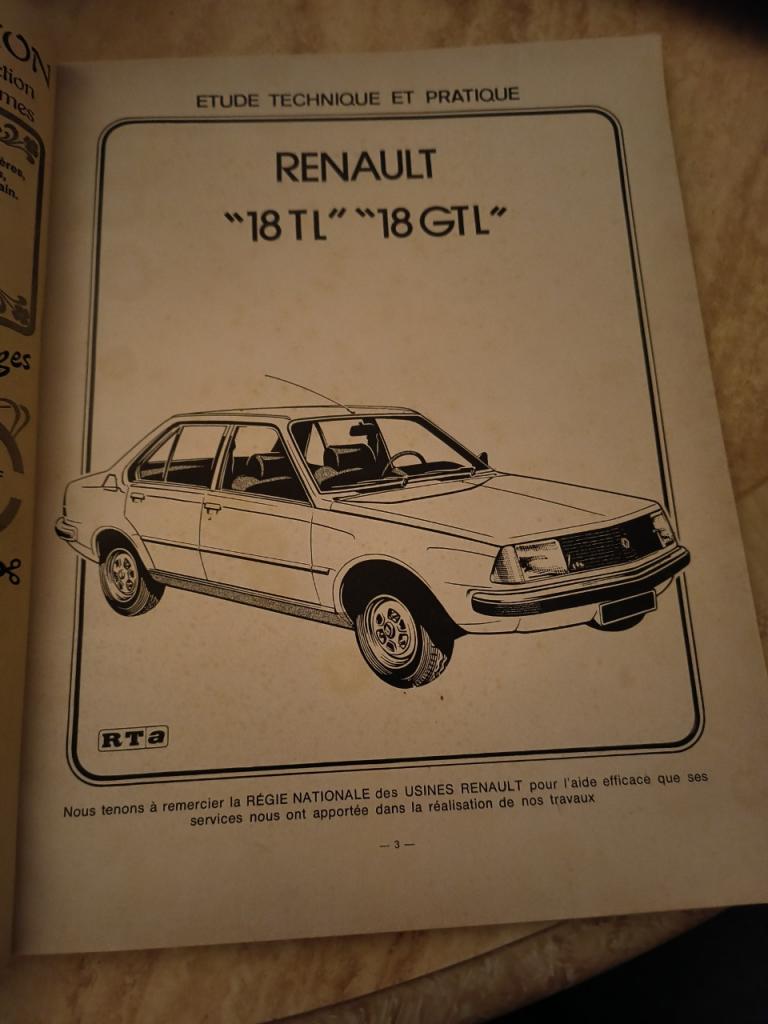 ETUDE TECHNIQUE ET PRATIQUE
RENAULT
“18 TL” “18 GTL”
RTa
Nous tenons à remercier la RÉGIE NATIONALE des USINES RENAULT pour l'aide efficace que ses
services nous ont apportée dans la réalisation de nos travaux
— 3 —